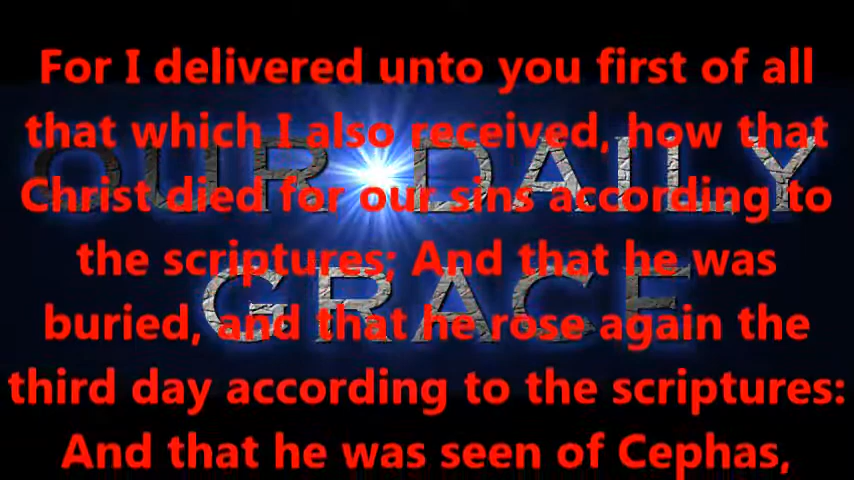 For I delivered unto you first of all
that which I also received, how that
Christ died for our sins according to
the scriptures; And that he was
buried, and that he rose again the
third day according to the scriptures:
And that he was seen of Cephas,
OUR DAILY
GRACE